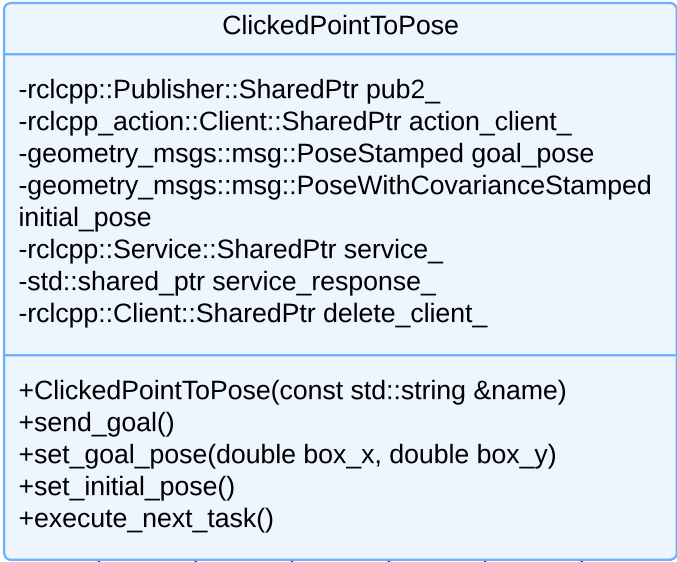 ClickedPointToPose
-rclcpp::Publisher::SharedPtr pub2_
-rclcpp_action::Client::SharedPtr action_client_
-geometry_msgs::msg::PoseStamped goal_pose
-geometry_msgs::msg::PoseWithCovarianceStamped
initial_pose
-rclcpp::Service::SharedPtr service_
-std::shared_ptr service_response_
-rclcpp::Client::SharedPtr delete_client_
+ClickedPointToPose(const std::string &name)
+send_goal()
+set_goal_pose(double box_x, double box_y)
+set_initial_pose()
+execute_next_task()